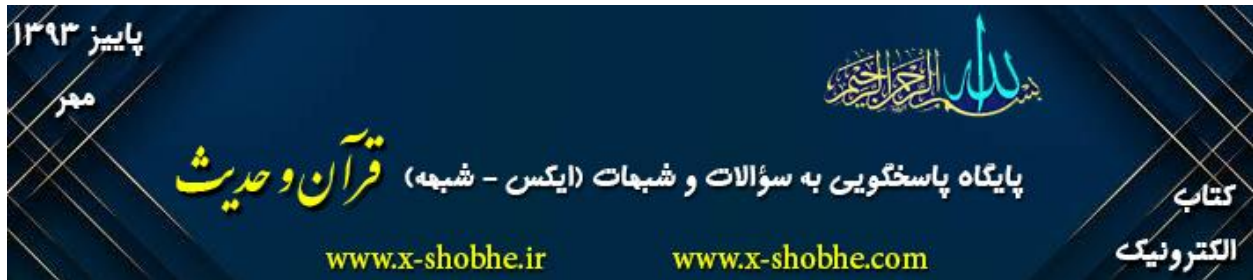 پاییز ۱۳۹۳
مهر
بسم الله الرحمن الرحیم
پایگاه پاسخگویی به سؤالات و شبهات (ایکس - شبهه) قرآن و حدیث
www.x-shobhe.ir www.x-shobhe.com
کتاب
الکترونیک